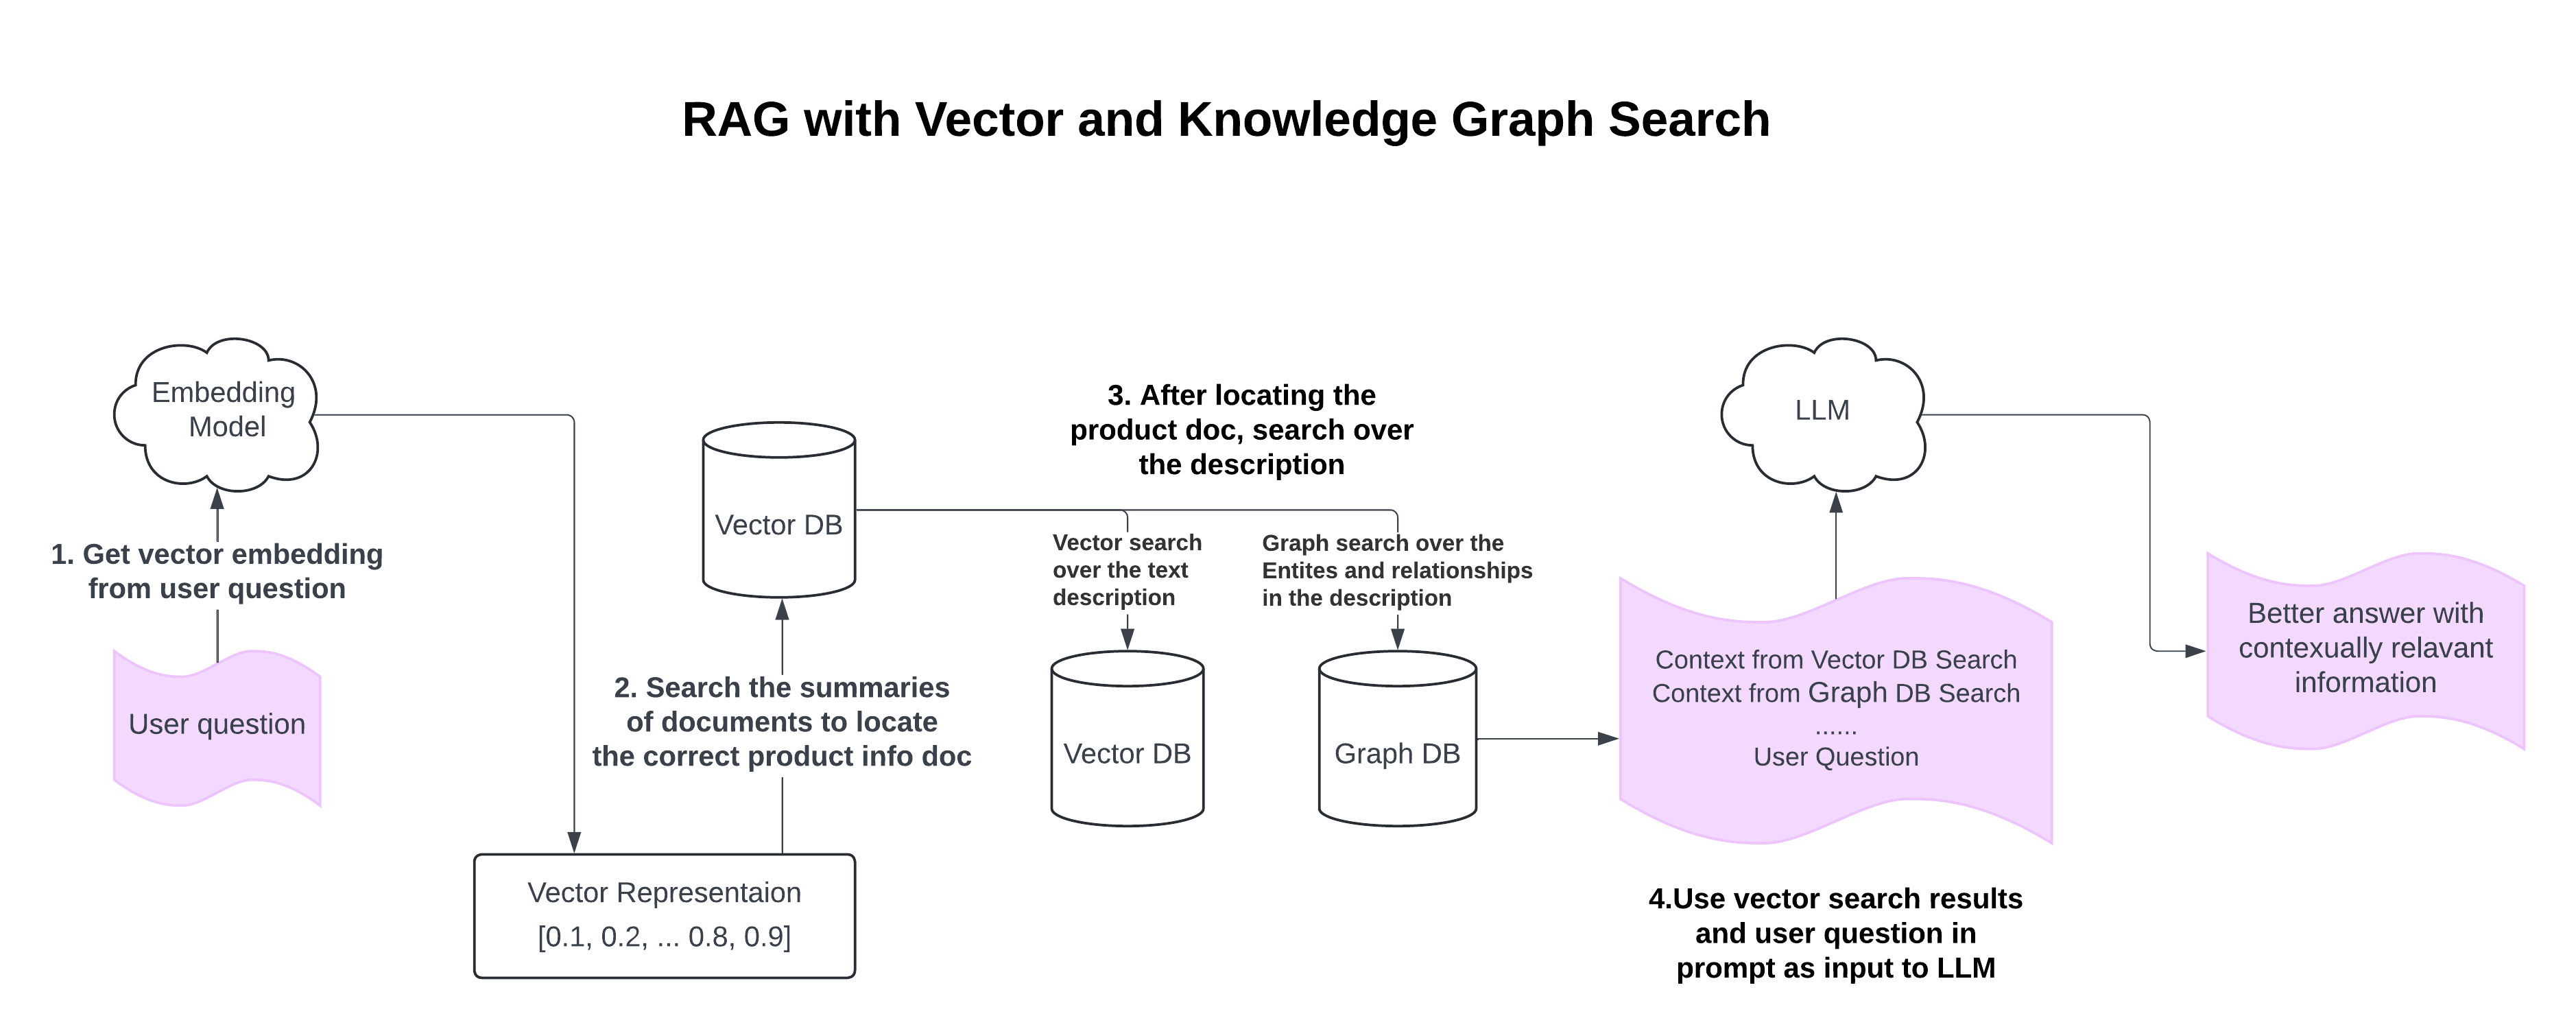 RAG with Vector and Knowledge Graph Search
Embedding
Model
1. Get vector embedding
from user question
User question
Vector Representaion
[0.1, 0.2, ... 0.8, 0.9]
2. Search the summaries
of documents to locate
the correct product info doc
Vector DB
3. After locating the
product doc, search over
the description
Vector search
over the text
description
Vector DB
Graph search over the
Entites and relationships
in the description
Graph DB
Context from Vector DB Search
Context from Graph DB Search
......
User Question
4.Use vector search results
and user question in
prompt as input to LLM
LLM
Better answer with
contexually relavant
information